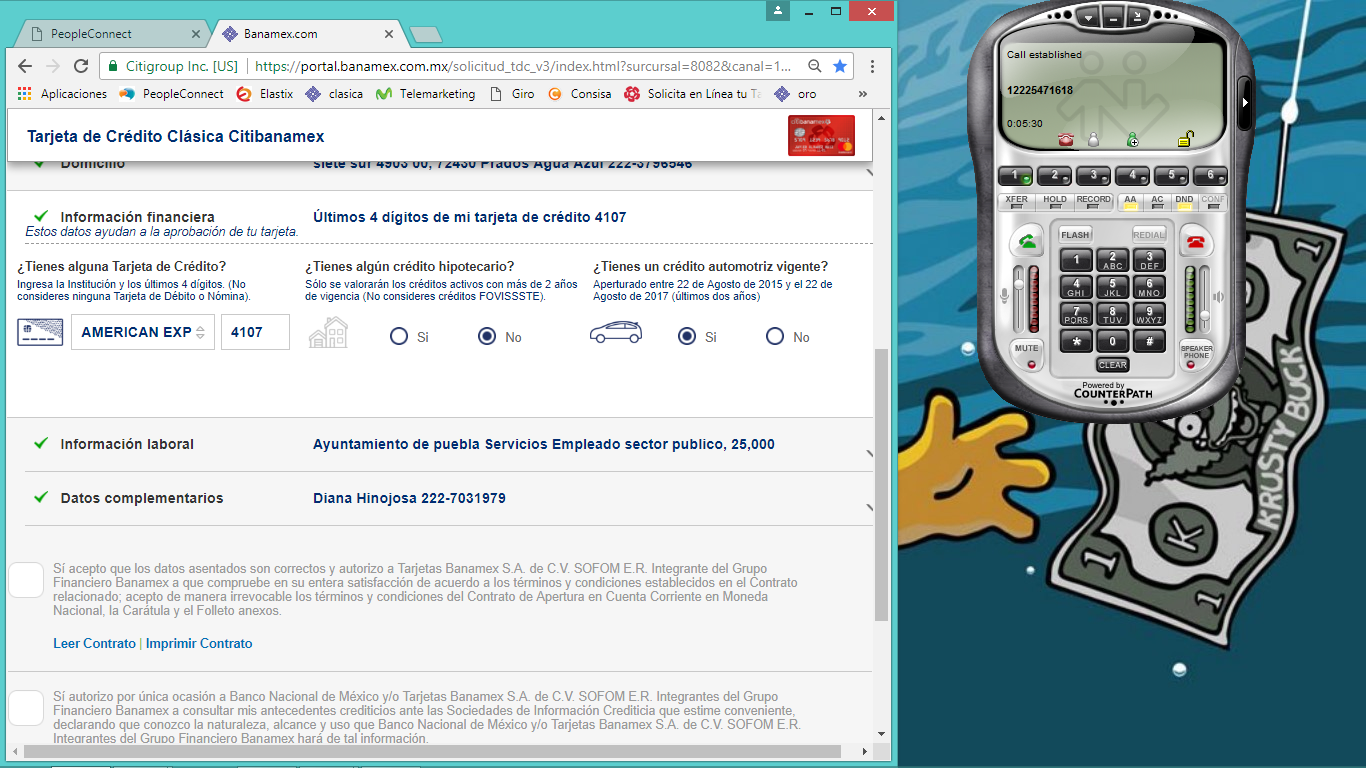 PeopleConnect
Banamex.com
Citigroup Inc. [US]
https://portal.banamex.com.mx/solicitud_tdc_v3/index.html?surcursal=8082&canal=1...
Aplicaciones
PeopleConnect
Elastix
clasica
Telemarketing
Giro
Consisa
Solicita en Línea tu Ta
oro
»
Tarjeta de Crédito Clásica Citibanamex
Domicilio
siete sur 4903 00, 72430 Prados Agua Azul 222-3796546
Información financiera
Últimos 4 dígitos de mi tarjeta de crédito 4107
Estos datos ayudan a la aprobación de tu tarjeta.
¿Tienes alguna Tarjeta de Crédito?
Ingresa la Institución y los últimos 4 dígitos. (No
consideres ninguna Tarjeta de Débito o Nómina).
AMERICAN EXP
4107
¿Tienes algún crédito hipotecario?
Sólo se valorarán los créditos activos con más de 2 años
de vigencia (No consideres créditos FOVISSSTE).
Si
No
¿Tienes un crédito automotriz vigente?
Aperturado entre 22 de Agosto de 2015 y el 22 de
Agosto de 2017 (últimos dos años)
Si
No
Información laboral
Ayuntamiento de puebla Servicios Empleado sector publico, 25,000
Datos complementarios
Diana Hinojosa 222-7031979
Sí acepto que los datos asentados son correctos y autorizo a Tarjetas Banamex S.A. de C.V. SOFOM E.R. Integrante del Grupo
Financiero Banamex a que compruebe en su entera satisfacción de acuerdo a los términos y condiciones establecidos en el Contrato
relacionado; acepto de manera irrevocable los términos y condiciones del Contrato de Apertura en Cuenta Corriente en Moneda
Nacional, la Carátula y el Folleto anexos.
Leer Contrato | Imprimir Contrato
Sí autorizo por única ocasión a Banco Nacional de México y/o Tarjetas Banamex S.A. de C.V. SOFOM E.R. Integrantes del Grupo
Financiero Banamex a consultar mis antecedentes crediticios ante las Sociedades de Información Crediticia que estime conveniente,
declarando que conozco la naturaleza, alcance y uso que Banco Nacional de México y/o Tarjetas Banamex S.A. de C.V. SOFOM E.R.
Integrantes del Grupo Financiero Banamex hará de tal información.
Call established
12225471618
0:05:30
1 2 3 4 5 6
XFER HOLD RECORD AA AC DND CONF
FLASH REDIAL
1 2 ABC 3 DEF
4 GHI 5 JKL 6 MNO
7 PQRS 8 TUV 9 WXYZ
* 0 #
MUTE
SPEAKER
PHONE
CLEAR
Powered by
COUNTERPATH
1
KRUSTY BUCK
K
1
1